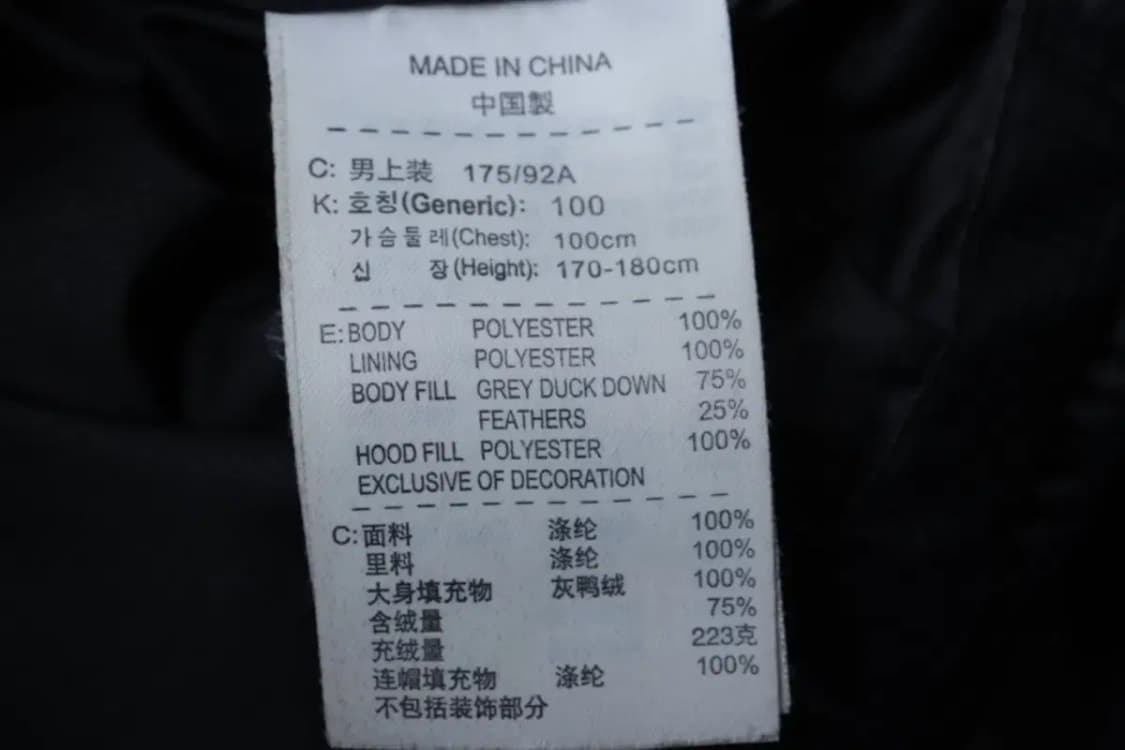 MADE IN CHINA
中国製
C: 男上装 175/92A
K: 호칭(Generic): 100
가슴둘레(Chest): 100cm
신 장(Height): 170-180cm
E: BODY POLYESTER 100%
LINING POLYESTER 100%
BODY FILL GREY DUCK DOWN 75%
FEATHERS 25%
HOOD FILL POLYESTER 100%
EXCLUSIVE OF DECORATION
C: 面料 涤纶 100%
里料 涤纶 100%
大身填充物 灰鸭绒 100%
含绒量 75%
充绒量 223克
连帽填充物 涤纶 100%
不包括装饰部分